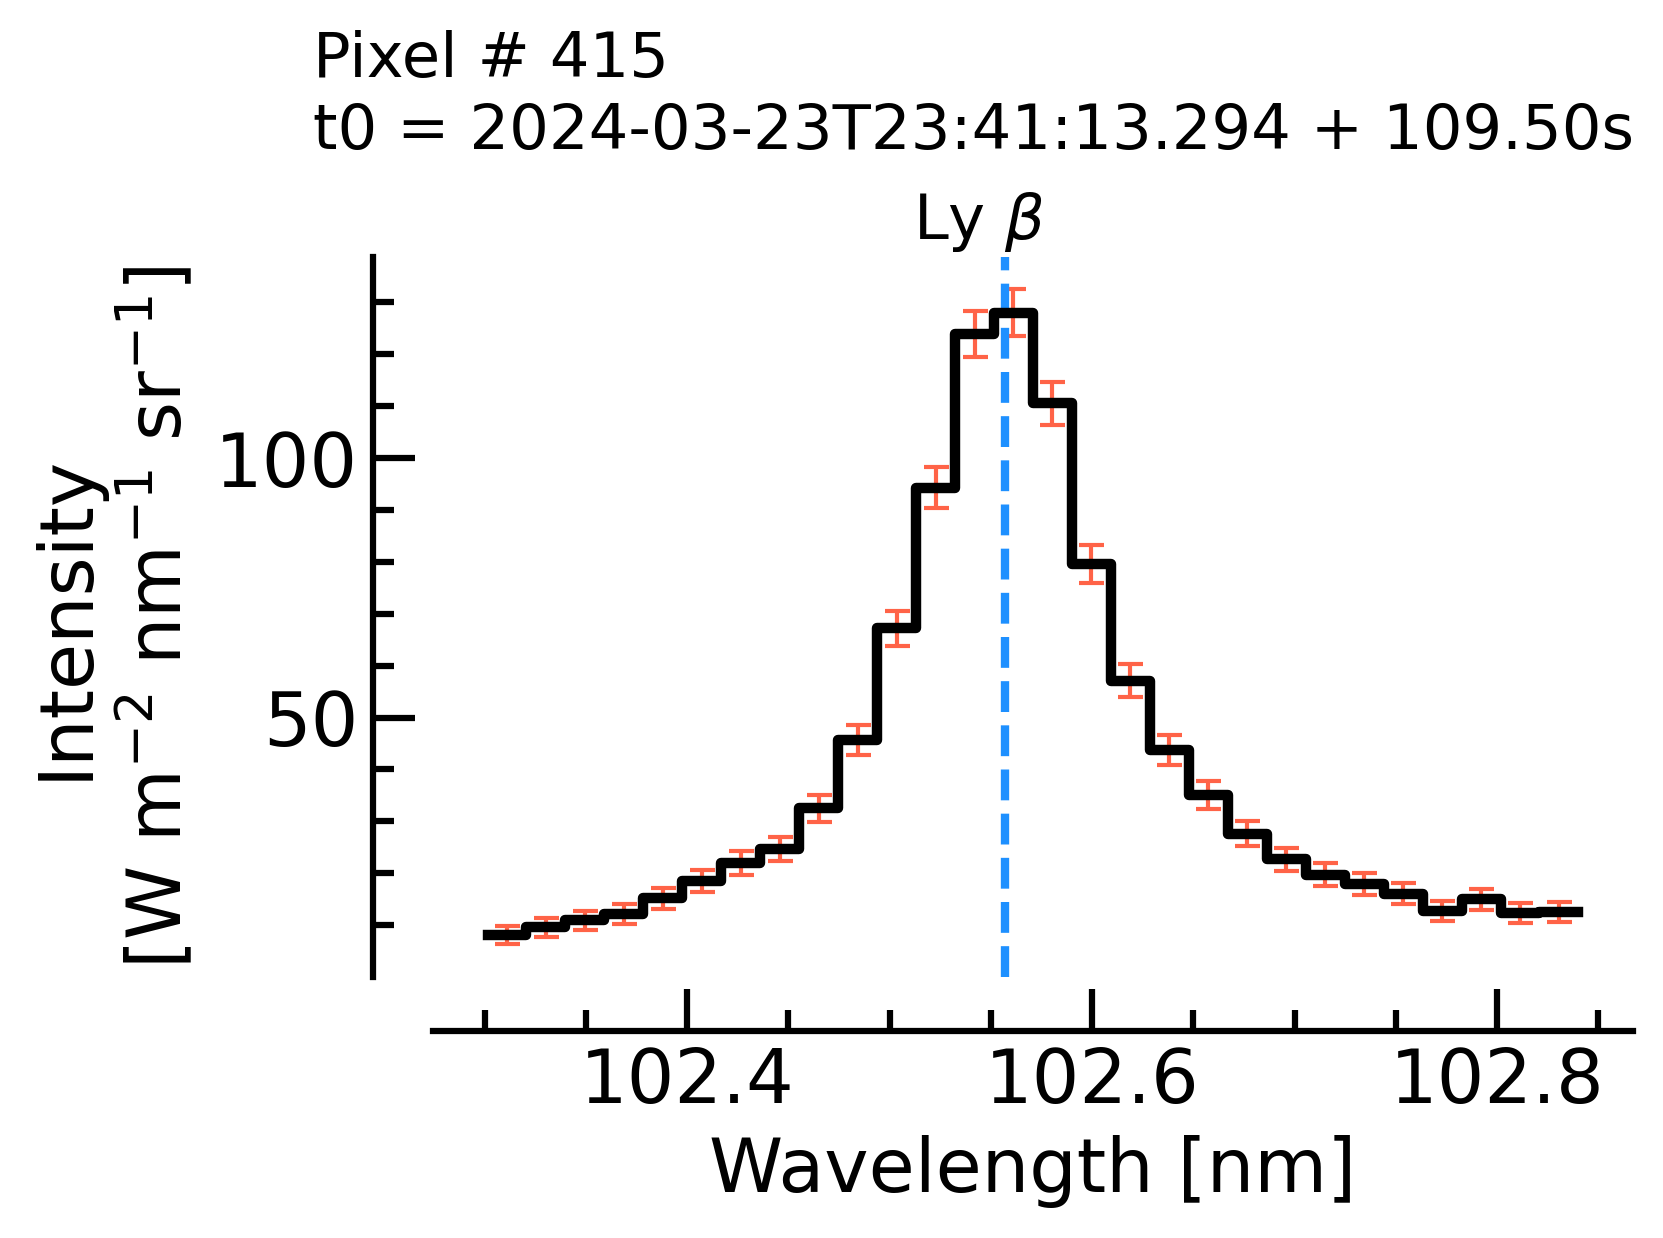 Pixel # 415
t0 = 2024-03-23T23:41:13.294 + 109.50s
Ly β
Intensity
[W m⁻² nm⁻¹ sr⁻¹]
100
50
102.4
102.6
102.8
Wavelength [nm]